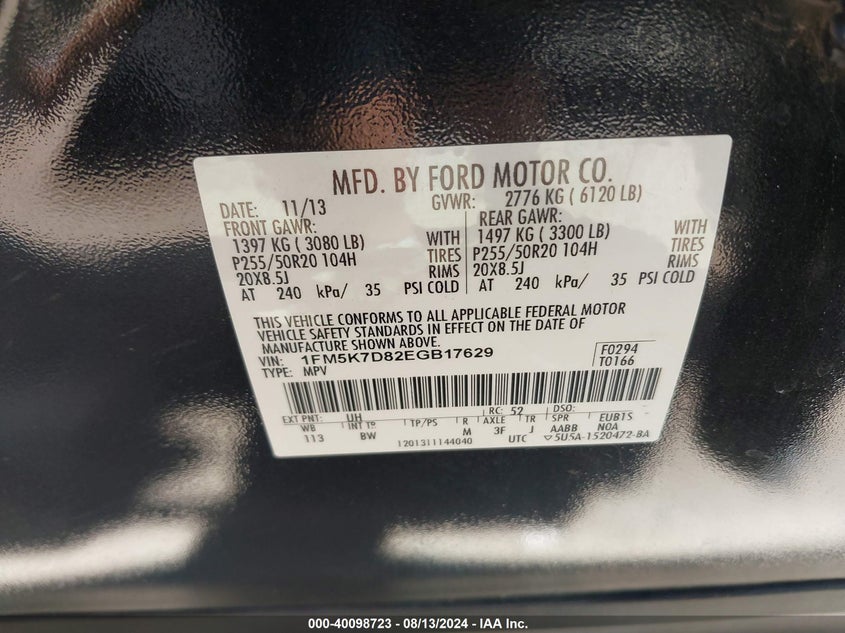 MFD. BY FORD MOTOR CO.
DATE: 11/13 GVWR: 2776 KG ( 6120 LB)
FRONT GAWR: REAR GAWR:
1397 KG ( 3080 LB) WITH 1497 KG ( 3300 LB) WITH
P255/50R20 104H TIRES P255/50R20 104H TIRES
20X8.5J RIMS 20X8.5J RIMS
AT 240 kPa/ 35 PSI COLD AT 240 kPa/ 35 PSI COLD
THIS VEHICLE CONFORMS TO ALL APPLICABLE FEDERAL MOTOR
VEHICLE SAFETY STANDARDS IN EFFECT ON THE DATE OF
MANUFACTURE SHOWN ABOVE.
VIN: 1FM5K7D82EGB17629 F0294
TYPE: MPV T0166
EXT PNT: UH RC: 52 DSO:
WB INT TR TP/PS R AXLE TR SPR EUB1S
113 BW M 3F J AABB NOA
1201311144040 UTC ▽5U5A-1520472-BA
000-40098723 - 08/13/2024 - IAA Inc.